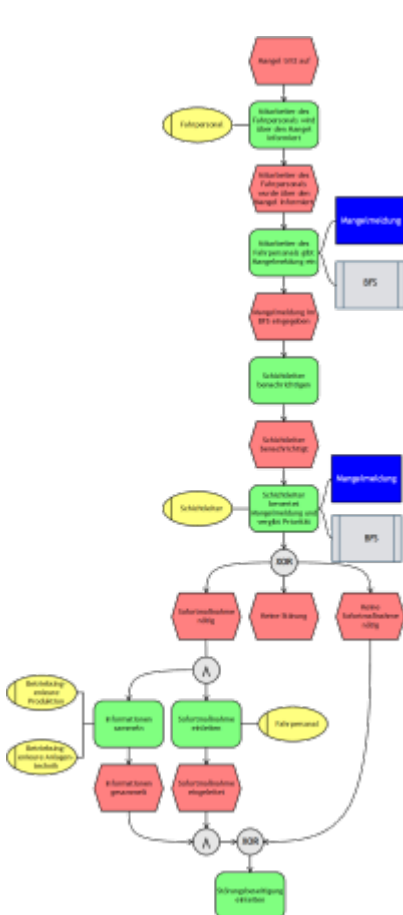 Mangel tritt auf
Mitarbeiter des
Fahrpersonals wird
über den Mangel
informiert
Fahrpersonal
Mitarbeiter des
Fahrpersonals
wurde über den
Mangel informiert
Mitarbeiter des
Fahrpersonals gibt
Mangelmeldung ein
Mangelmeldung
BFS
Mangelmeldung im
BFS eingegeben
Schichtleiter
benachrichtigen
Schichtleiter
benachrichtigt
Schichtleiter
bewertet
Mangelmeldung und
vergibt Priorität
Schichtleiter
Mangelmeldung
BFS
XOR
Sofortmaßnahme
nötig
Keine Störung
Keine
Sofortmaßnahme
nötig
Λ
Produktion
Informationen
sammeln
Sofortmaßnahme
einleiten
Fahrpersonal
technik
Informationen
gesammelt
Sofortmaßnahme
eingeleitet
Λ
XOR
Störungsbeseitigung
einleiten